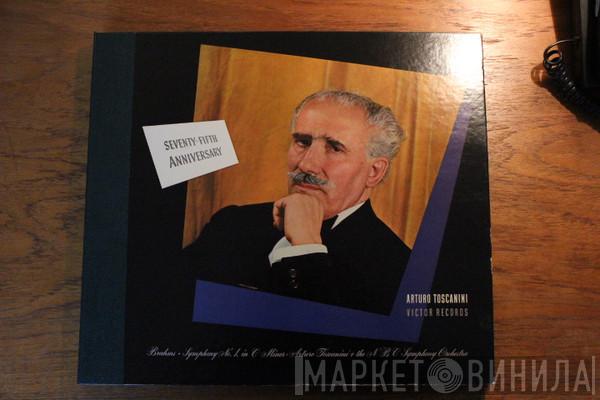 SEVENTY-FIFTH
ANNIVERSARY
ARTURO TOSCANINI
VICTOR RECORDS
Brahms • Symphony No. 1, in C Minor • Arturo Toscanini & the N B C Symphony Orchestra
МАРКЕТ ВИНИЛА